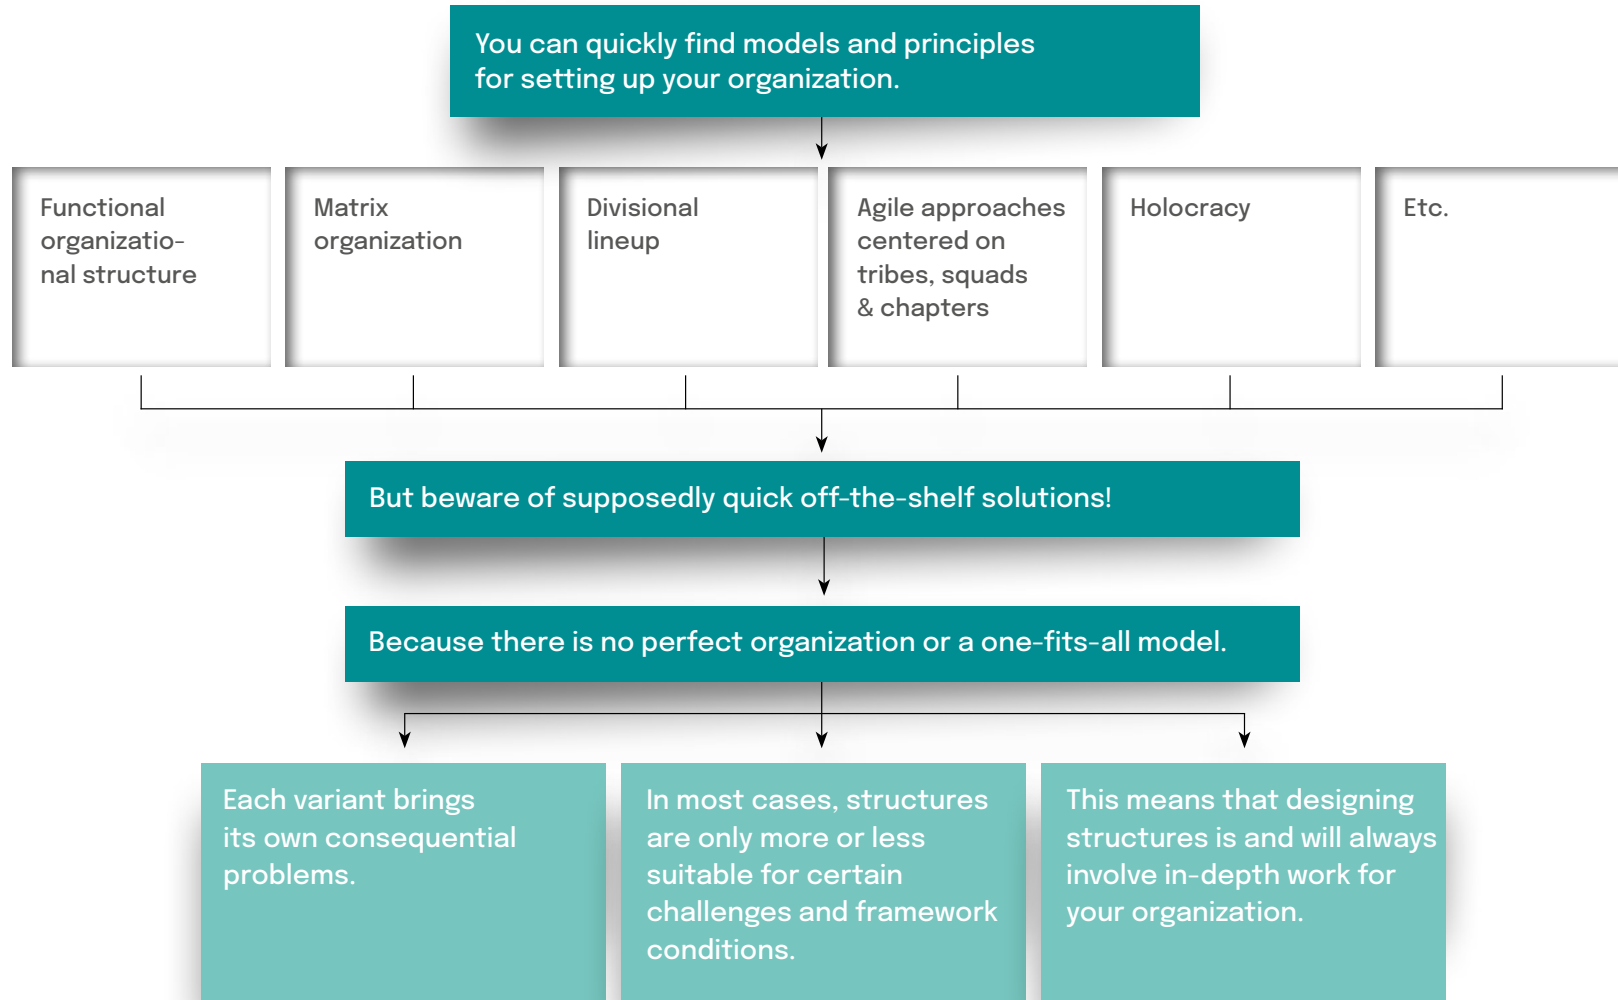 You can quickly find models and principles
for setting up your organization.
Functional
organizatio-
nal structure
Matrix
organization
Divisional
lineup
Agile approaches
centered on
tribes, squads
& chapters
Holocracy
Etc.
But beware of supposedly quick off-the-shelf solutions!
Because there is no perfect organization or a one-fits-all model.
Each variant brings
its own consequential
problems.
In most cases, structures
are only more or less
suitable for certain
challenges and framework
conditions.
This means that designing
structures is and will always
involve in-depth work for
your organization.